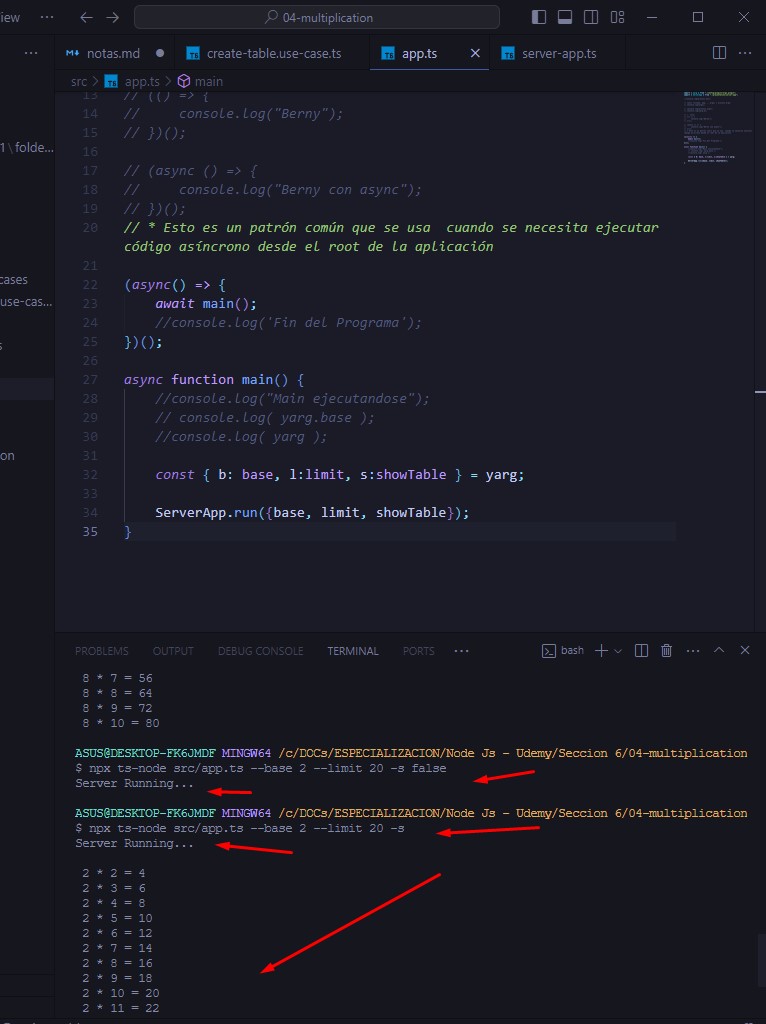 iew ··· 04-multiplication
notas.md create-table.use-case.ts app.ts server-app.ts
src > app.ts > main
13 // (() => {
14 //     console.log("Berny");
15 // })();
16
17 // (async () => {
18 //     console.log("Berny con async");
19 // })();
20 // * Esto es un patrón común que se usa  cuando se necesita ejecutar
código asíncrono desde el root de la aplicación
21
22 (async() => {
23     await main();
24     //console.log('Fin del Programa');
25 })();
26
27 async function main() {
28     //console.log("Main ejecutandose");
29     // console.log( yarg.base );
30     //console.log( yarg );
31
32     const { b: base, l:limit, s:showTable } = yarg;
33
34     ServerApp.run({base, limit, showTable});
35 }
1 \ folde...
cases
use-cas...
s
on
PROBLEMS OUTPUT DEBUG CONSOLE TERMINAL PORTS ··· bash
8 * 7 = 56
8 * 8 = 64
8 * 9 = 72
8 * 10 = 80
ASUS@DESKTOP-FK6JMDF MINGW64 /c/DOCs/ESPECIALIZACION/Node Js - Udemy/Seccion 6/04-multiplication
$ npx ts-node src/app.ts --base 2 --limit 20 -s false
Server Running...
ASUS@DESKTOP-FK6JMDF MINGW64 /c/DOCs/ESPECIALIZACION/Node Js - Udemy/Seccion 6/04-multiplication
$ npx ts-node src/app.ts --base 2 --limit 20 -s
Server Running...
2 * 2 = 4
2 * 3 = 6
2 * 4 = 8
2 * 5 = 10
2 * 6 = 12
2 * 7 = 14
2 * 8 = 16
2 * 9 = 18
2 * 10 = 20
2 * 11 = 22